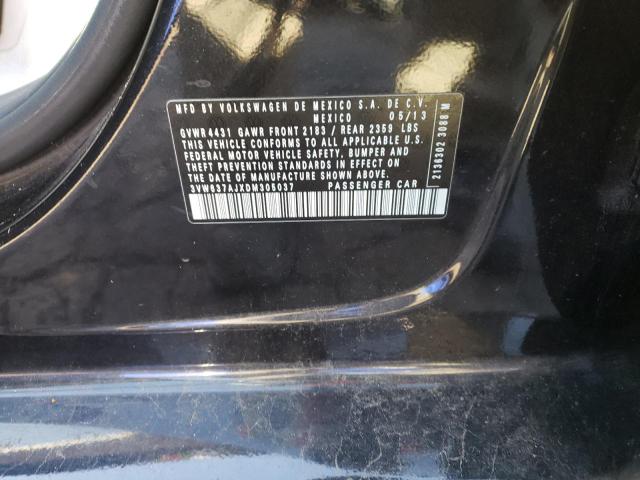 MFD BY VOLKSWAGEN DE MEXICO S.A. DE C.V.
MEXICO 05/13
GVWR 4431 GAWR FRONT 2183 / REAR 2359 LBS
THIS VEHICLE CONFORMS TO ALL APPLICABLE U.S.
FEDERAL MOTOR VEHICLE SAFETY, BUMPER AND
THEFT PREVENTION STANDARDS IN EFFECT ON
THE DATE OF MANUFACTURE SHOWN ABOVE.
3VW637AJXDM305037 PASSENGER CAR
2139302 3088 M